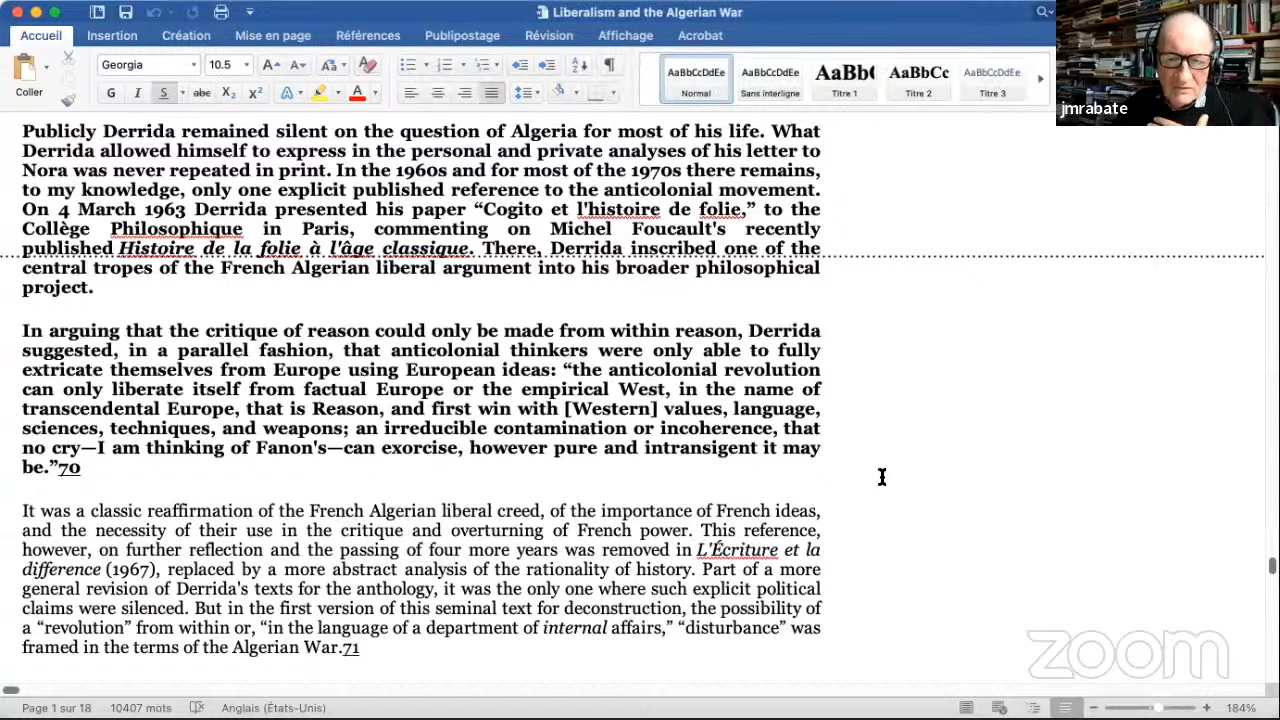 Liberalism and the Algerian War
Accueil Insertion Création Mise en page Références Publipostage Révision Affichage Acrobat
Coller
Georgia 10.5
AaBbCcDdEe AaBbCcDdEe AaBb( AaBbCc AaBbCcDdEe
Normal Sans interligne Titre 1 Titre 2 Titre 3
jmrabate
Publicly Derrida remained silent on the question of Algeria for most of his life. What
Derrida allowed himself to express in the personal and private analyses of his letter to
Nora was never repeated in print. In the 1960s and for most of the 1970s there remains,
to my knowledge, only one explicit published reference to the anticolonial movement.
On 4 March 1963 Derrida presented his paper “Cogito et l'histoire de folie,” to the
Collège Philosophique in Paris, commenting on Michel Foucault's recently
published Histoire de la folie à l'âge classique. There, Derrida inscribed one of the
central tropes of the French Algerian liberal argument into his broader philosophical
project.
In arguing that the critique of reason could only be made from within reason, Derrida
suggested, in a parallel fashion, that anticolonial thinkers were only able to fully
extricate themselves from Europe using European ideas: “the anticolonial revolution
can only liberate itself from factual Europe or the empirical West, in the name of
transcendental Europe, that is Reason, and first win with [Western] values, language,
sciences, techniques, and weapons; an irreducible contamination or incoherence, that
no cry—I am thinking of Fanon's—can exorcise, however pure and intransigent it may
be.”70
It was a classic reaffirmation of the French Algerian liberal creed, of the importance of French ideas,
and the necessity of their use in the critique and overturning of French power. This reference,
however, on further reflection and the passing of four more years was removed in L'Écriture et la
différence (1967), replaced by a more abstract analysis of the rationality of history. Part of a more
general revision of Derrida's texts for the anthology, it was the only one where such explicit political
claims were silenced. But in the first version of this seminal text for deconstruction, the possibility of
a “revolution” from within or, “in the language of a department of internal affairs,” “disturbance” was
framed in the terms of the Algerian War.71
zoom
Page 1 sur 18 10407 mots Anglais (États-Unis) 184%